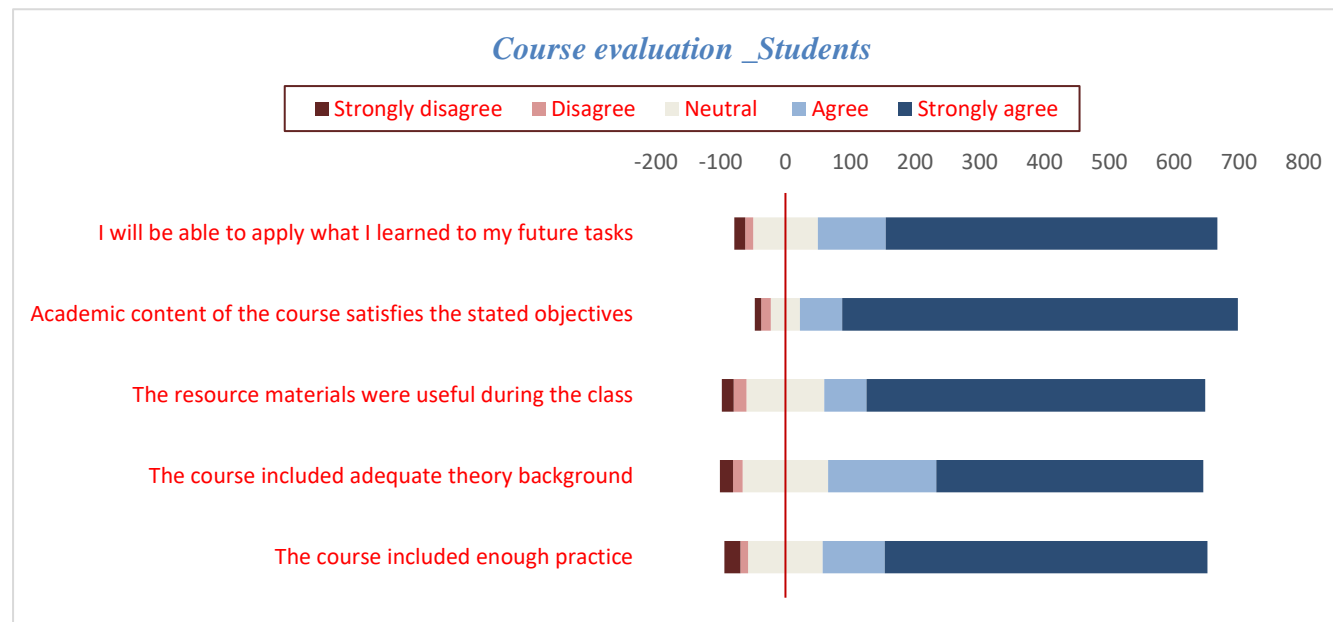 Course evaluation _Students
Strongly disagree Disagree Neutral Agree Strongly agree
-200 -100 0 100 200 300 400 500 600 700 800
I will be able to apply what I learned to my future tasks
Academic content of the course satisfies the stated objectives
The resource materials were useful during the class
The course included adequate theory background
The course included enough practice